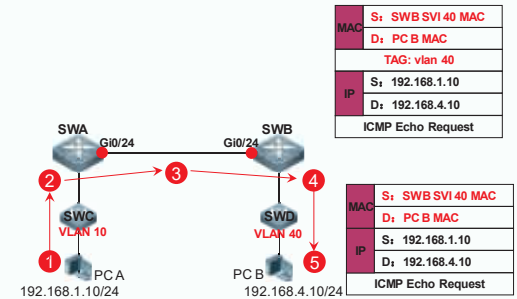 MAC
S: SWB SVI 40 MAC
D: PC B MAC
TAG: vlan 40
IP
S: 192.168.1.10
D: 192.168.4.10
ICMP Echo Request
SWA
Gi0/24
Gi0/24
SWB
2
3
4
SWC
VLAN 10
SWD
VLAN 40
1
PC A
192.168.1.10/24
5
PC B
192.168.4.10/24
MAC
S: SWB SVI 40 MAC
D: PC B MAC
IP
S: 192.168.1.10
D: 192.168.4.10
ICMP Echo Request